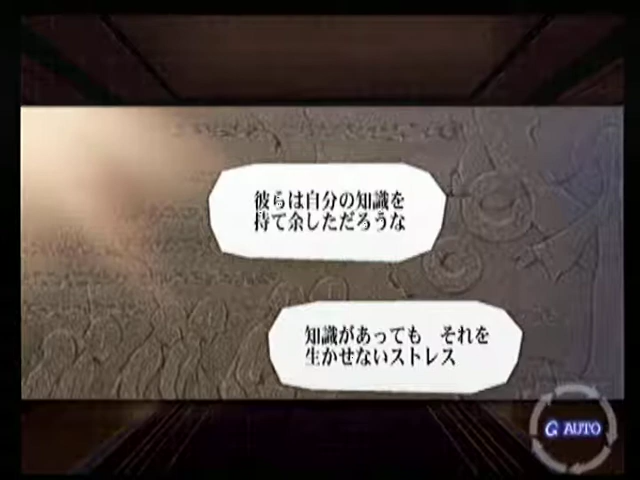 彼らは自分の知識を
持て余しただろうな
知識があっても　それを
生かせないストレス
G AUTO